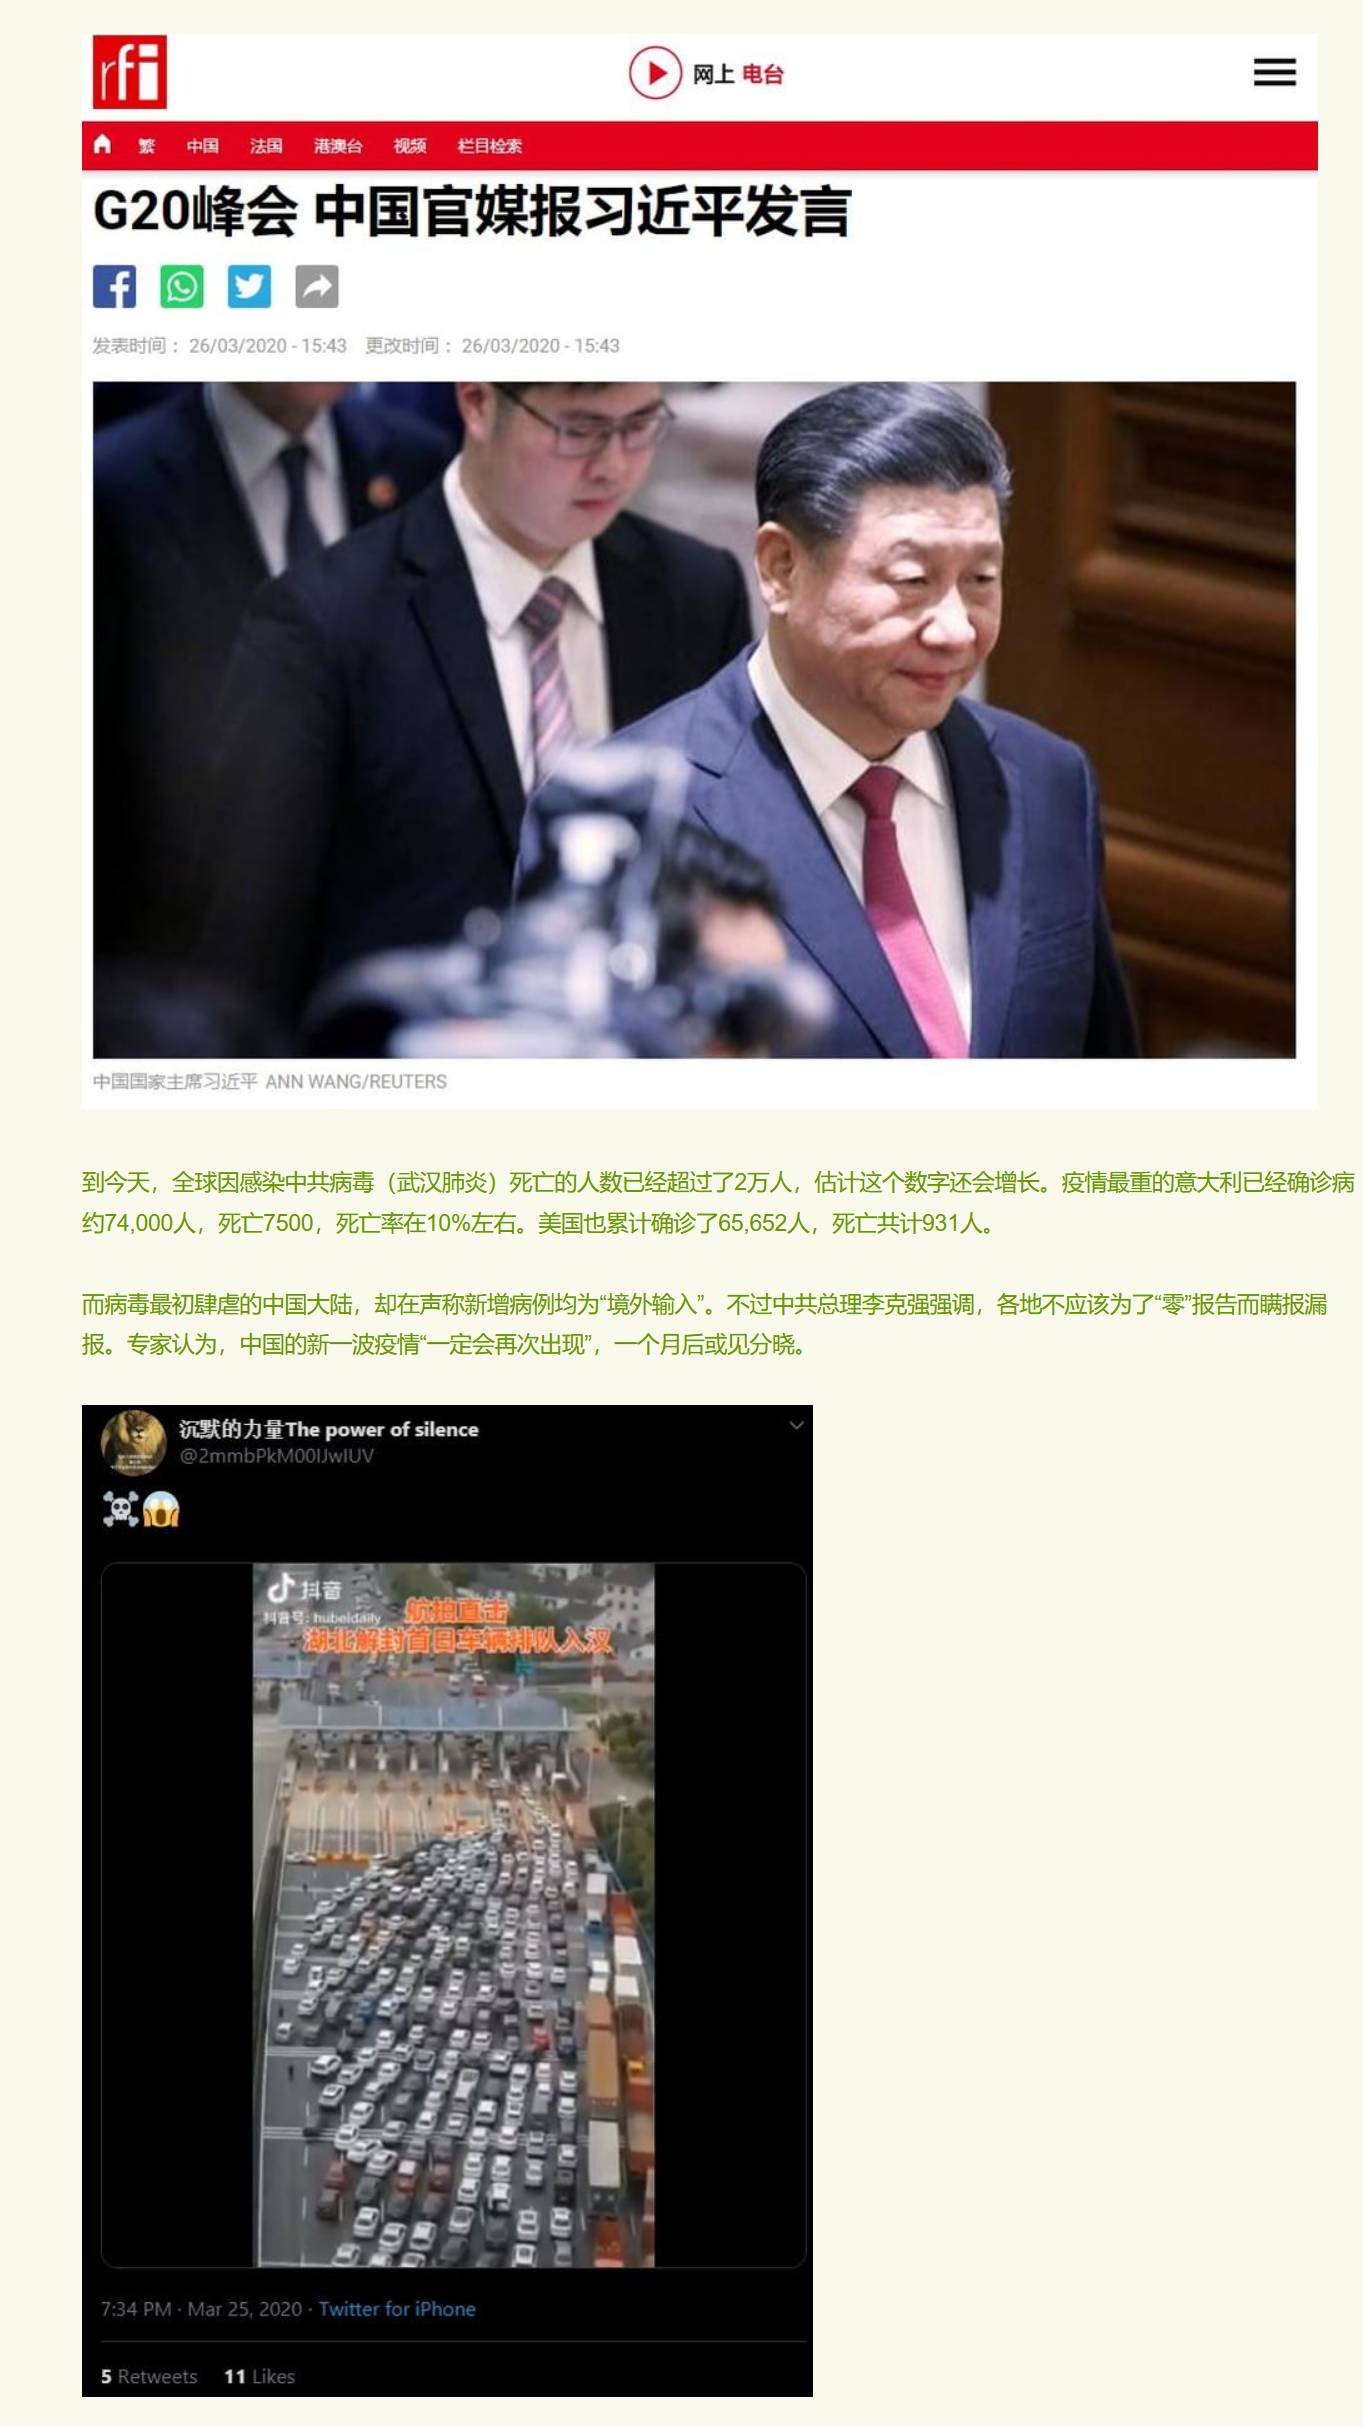 rfi
网上 电台
繁 中国 法国 港澳台 视频 栏目检索
G20峰会 中国官媒报习近平发言
发表时间： 26/03/2020 - 15:43 更改时间： 26/03/2020 - 15:43
中国国家主席习近平 ANN WANG/REUTERS
到今天，全球因感染中共病毒（武汉肺炎）死亡的人数已经超过了2万人，估计这个数字还会增长。疫情最重的意大利已经确诊病
约74,000人，死亡7500，死亡率在10%左右。美国也累计确诊了65,652人，死亡共计931人。
而病毒最初肆虐的中国大陆，却在声称新增病例均为“境外输入”。不过中共总理李克强强调，各地不应该为了“零”报告而瞒报漏
报。专家认为，中国的新一波疫情“一定会再次出现”，一个月后或见分晓。
沉默的力量The power of silence
@2mmbPkM00IJwIUV
抖音
抖音号: hubeidaily
航拍直击
湖北解封首日车辆排队入汉
7:34 PM · Mar 25, 2020 · Twitter for iPhone
5 Retweets 11 Likes